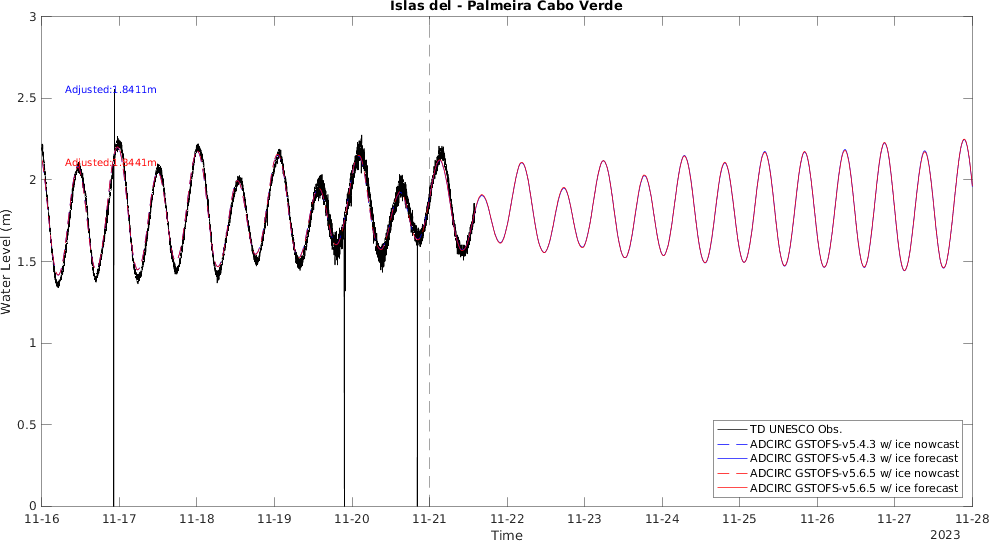 Islas del - Palmeira Cabo Verde
Water Level (m)
3
2.5
2
1.5
1
0.5
0
Adjusted:1.8411m
Adjusted:1.8441m
TD UNESCO Obs.
ADCIRC GSTOFS-v5.4.3 w/ ice nowcast
ADCIRC GSTOFS-v5.4.3 w/ ice forecast
ADCIRC GSTOFS-v5.6.5 w/ ice nowcast
ADCIRC GSTOFS-v5.6.5 w/ ice forecast
11-16 11-17 11-18 11-19 11-20 11-21 11-22 11-23 11-24 11-25 11-26 11-27 11-28
Time
2023